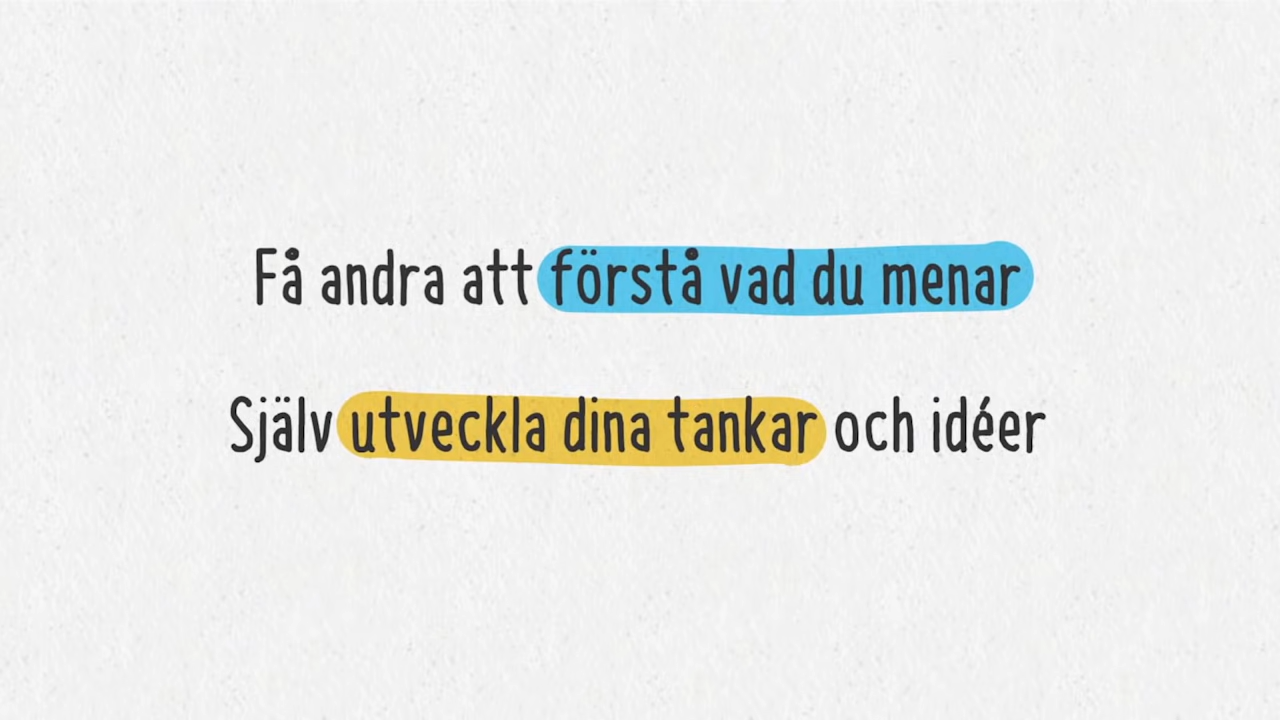 Få andra att förstå vad du menar
Själv utveckla dina tankar och idéer